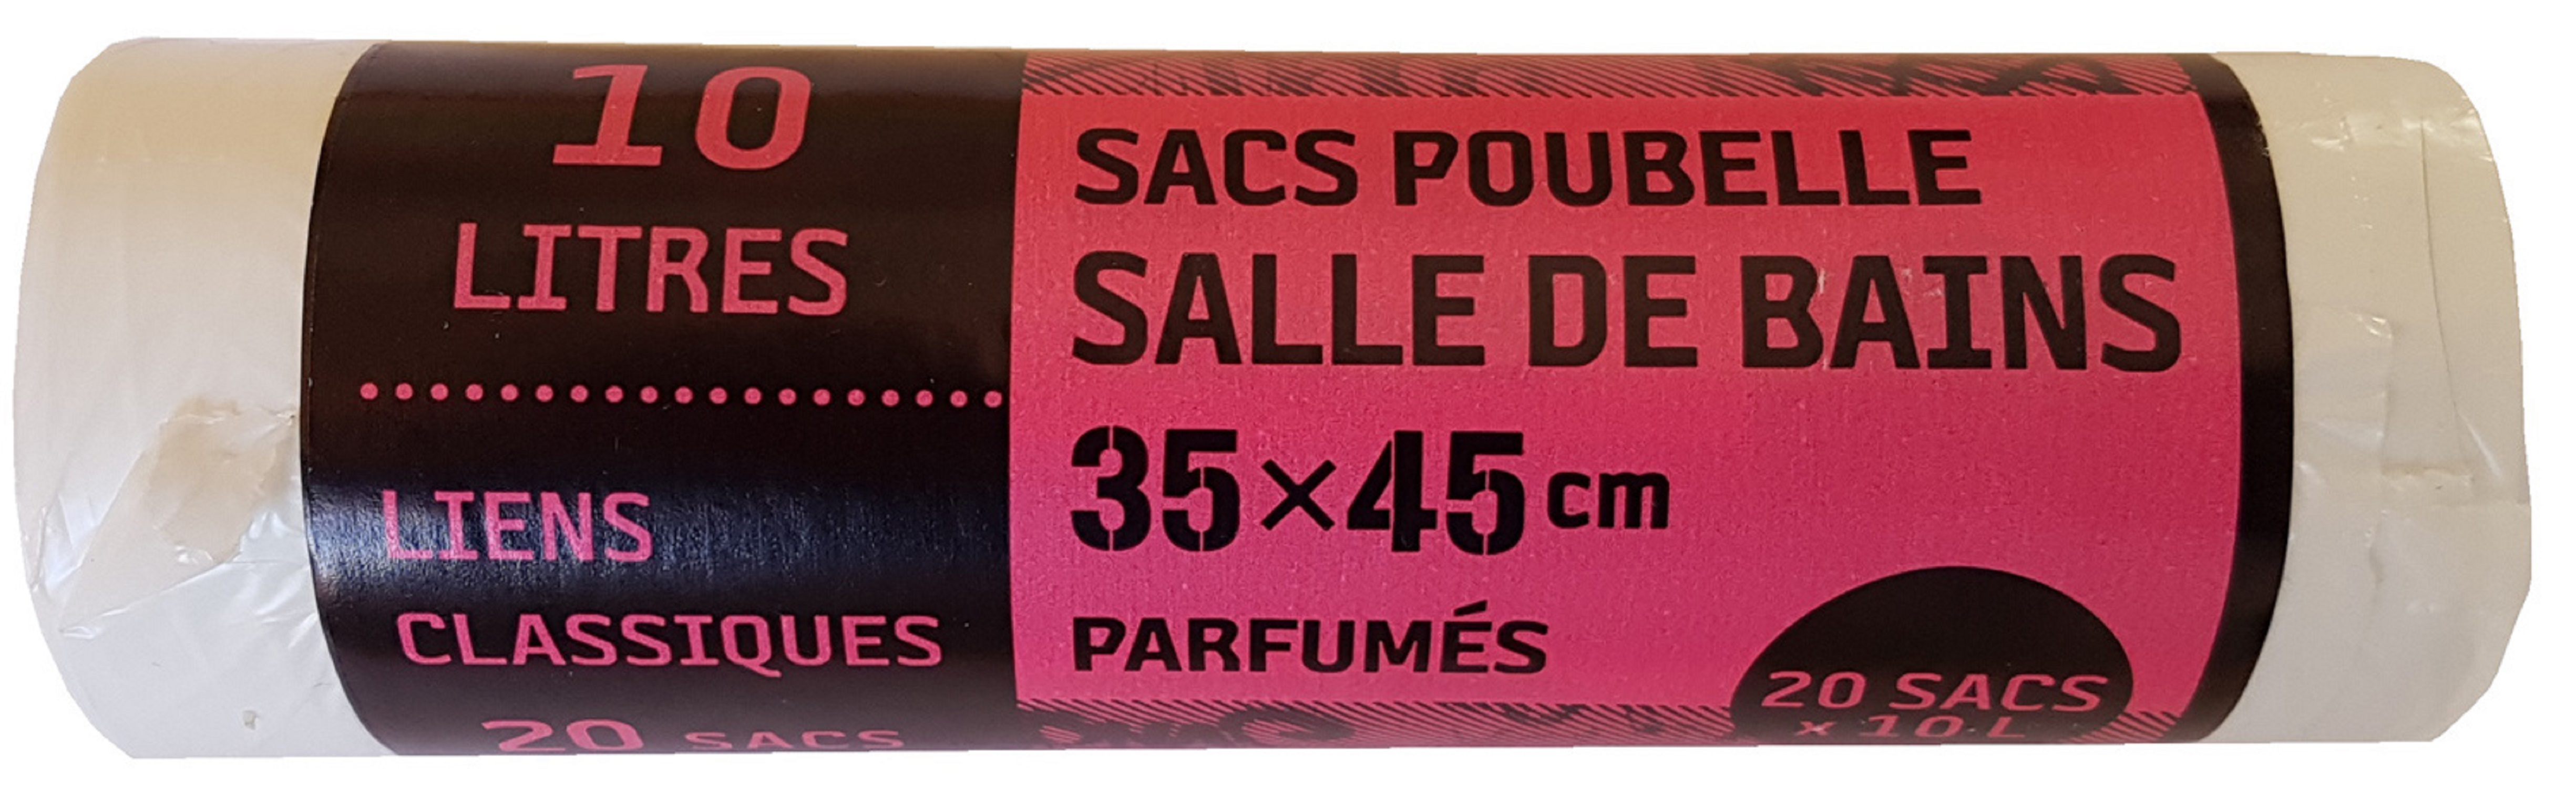 10
LITRES
LIENS
CLASSIQUES
20 SACS
SACS POUBELLE
SALLE DE BAINS
35×45 cm
PARFUMÉS
20 SACS
x 10 L